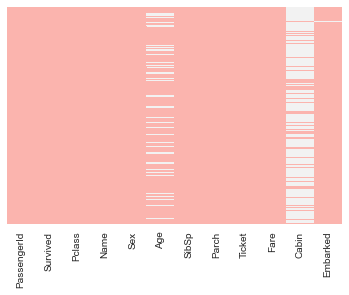 PassengerId
Survived
Pclass
Name
Sex
Age
SibSp
Parch
Ticket
Fare
Cabin
Embarked